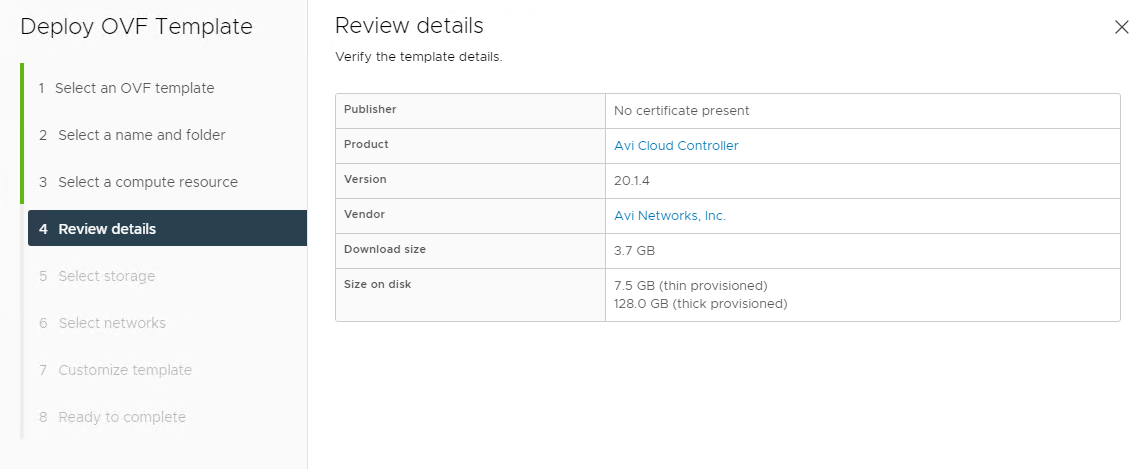 Deploy OVF Template
1 Select an OVF template
2 Select a name and folder
3 Select a compute resource
4 Review details
5 Select storage
6 Select networks
7 Customize template
8 Ready to complete
Review details
Verify the template details.
Publisher No certificate present
Product Avi Cloud Controller
Version 20.1.4
Vendor Avi Networks, Inc.
Download size 3.7 GB
Size on disk 7.5 GB (thin provisioned)
128.0 GB (thick provisioned)